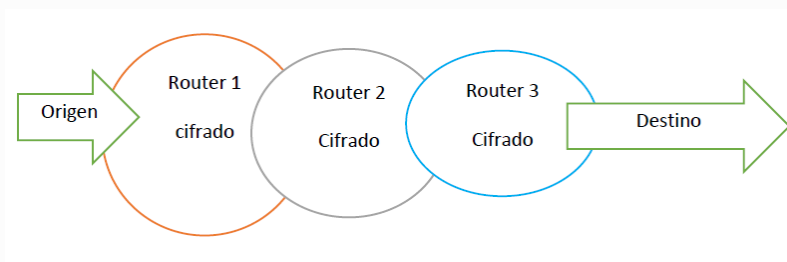 Origen
Router 1
cifrado
Router 2
Cifrado
Router 3
Cifrado
Destino